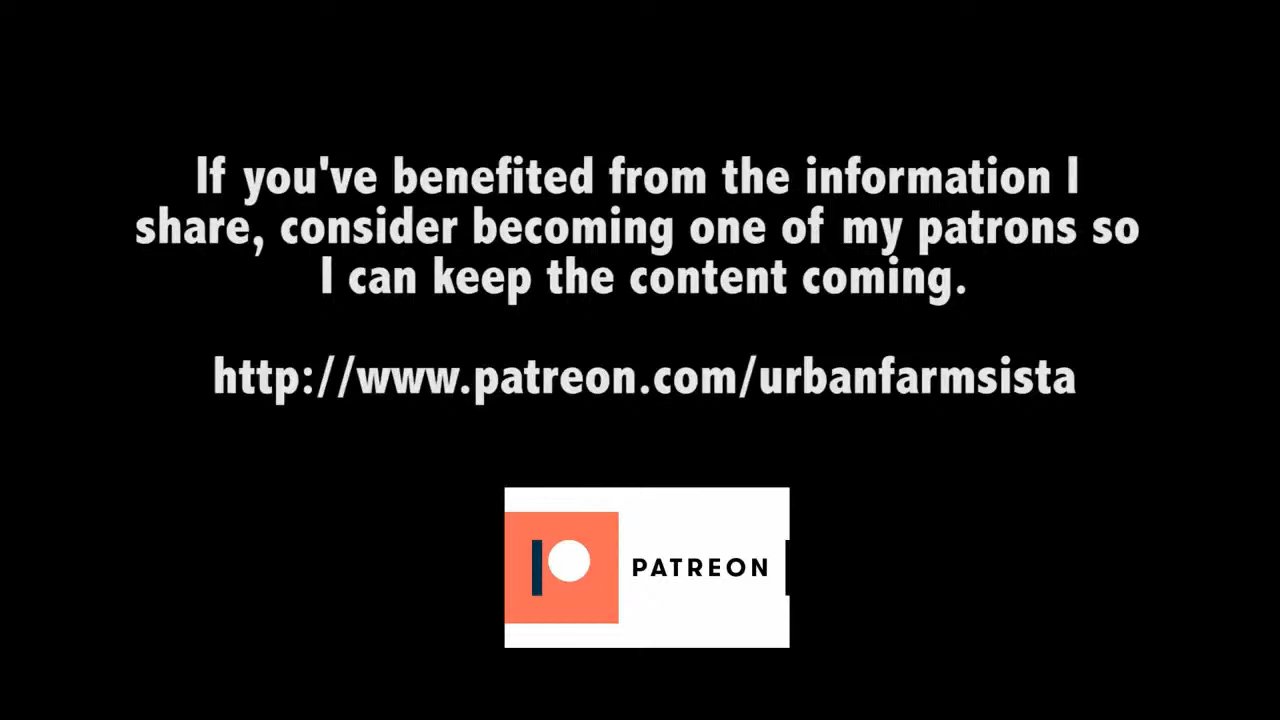 If you've benefited from the information I
share, consider becoming one of my patrons so
I can keep the content coming.
http://www.patreon.com/urbanfarmsista
PATREON